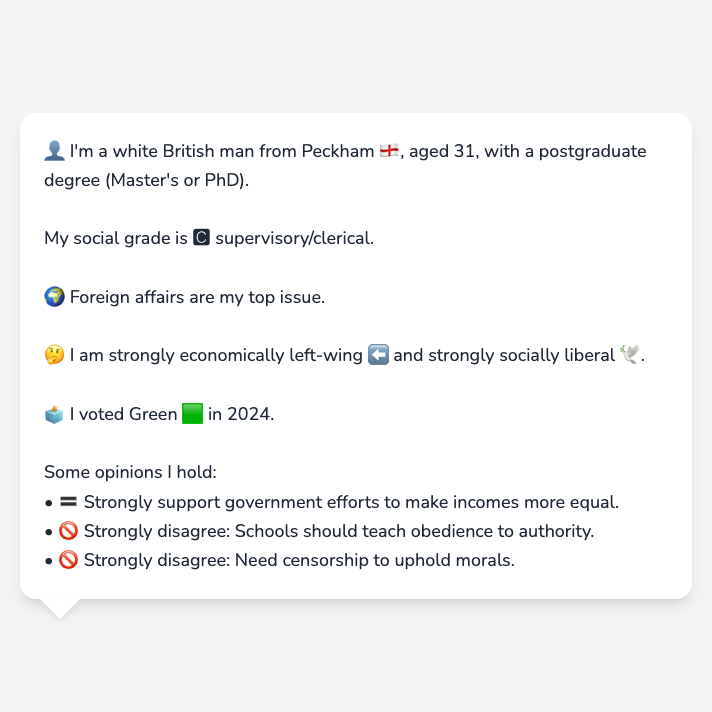 👤 I'm a white British man from Peckham 🏴󠁧󠁢󠁥󠁮󠁧󠁿, aged 31, with a postgraduate
degree (Master's or PhD).
My social grade is 🅲 supervisory/clerical.
🌍 Foreign affairs are my top issue.
🤔 I am strongly economically left-wing ⬅️ and strongly socially liberal 🕊️.
🗳️ I voted Green 🟩 in 2024.
Some opinions I hold:
• 🟰 Strongly support government efforts to make incomes more equal.
• 🚫 Strongly disagree: Schools should teach obedience to authority.
• 🚫 Strongly disagree: Need censorship to uphold morals.